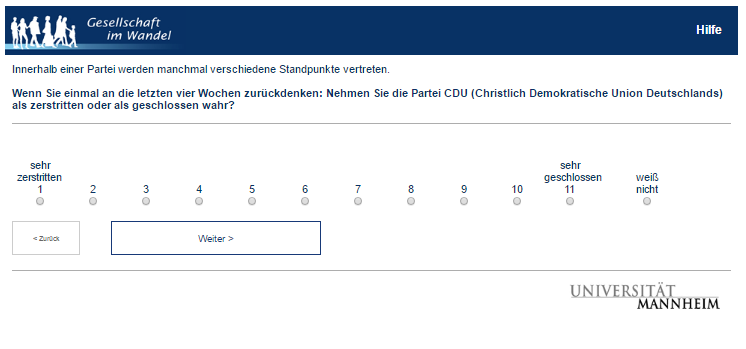 Gesellschaft
im Wandel
Hilfe
Innerhalb einer Partei werden manchmal verschiedene Standpunkte vertreten.
Wenn Sie einmal an die letzten vier Wochen zurückdenken: Nehmen Sie die Partei CDU (Christlich Demokratische Union Deutschlands)
als zerstritten oder als geschlossen wahr?
sehr sehr
zerstritten geschlossen weiß
1 2 3 4 5 6 7 8 9 10 11 nicht
< Zurück Weiter >
UNIVERSITÄT
MANNHEIM